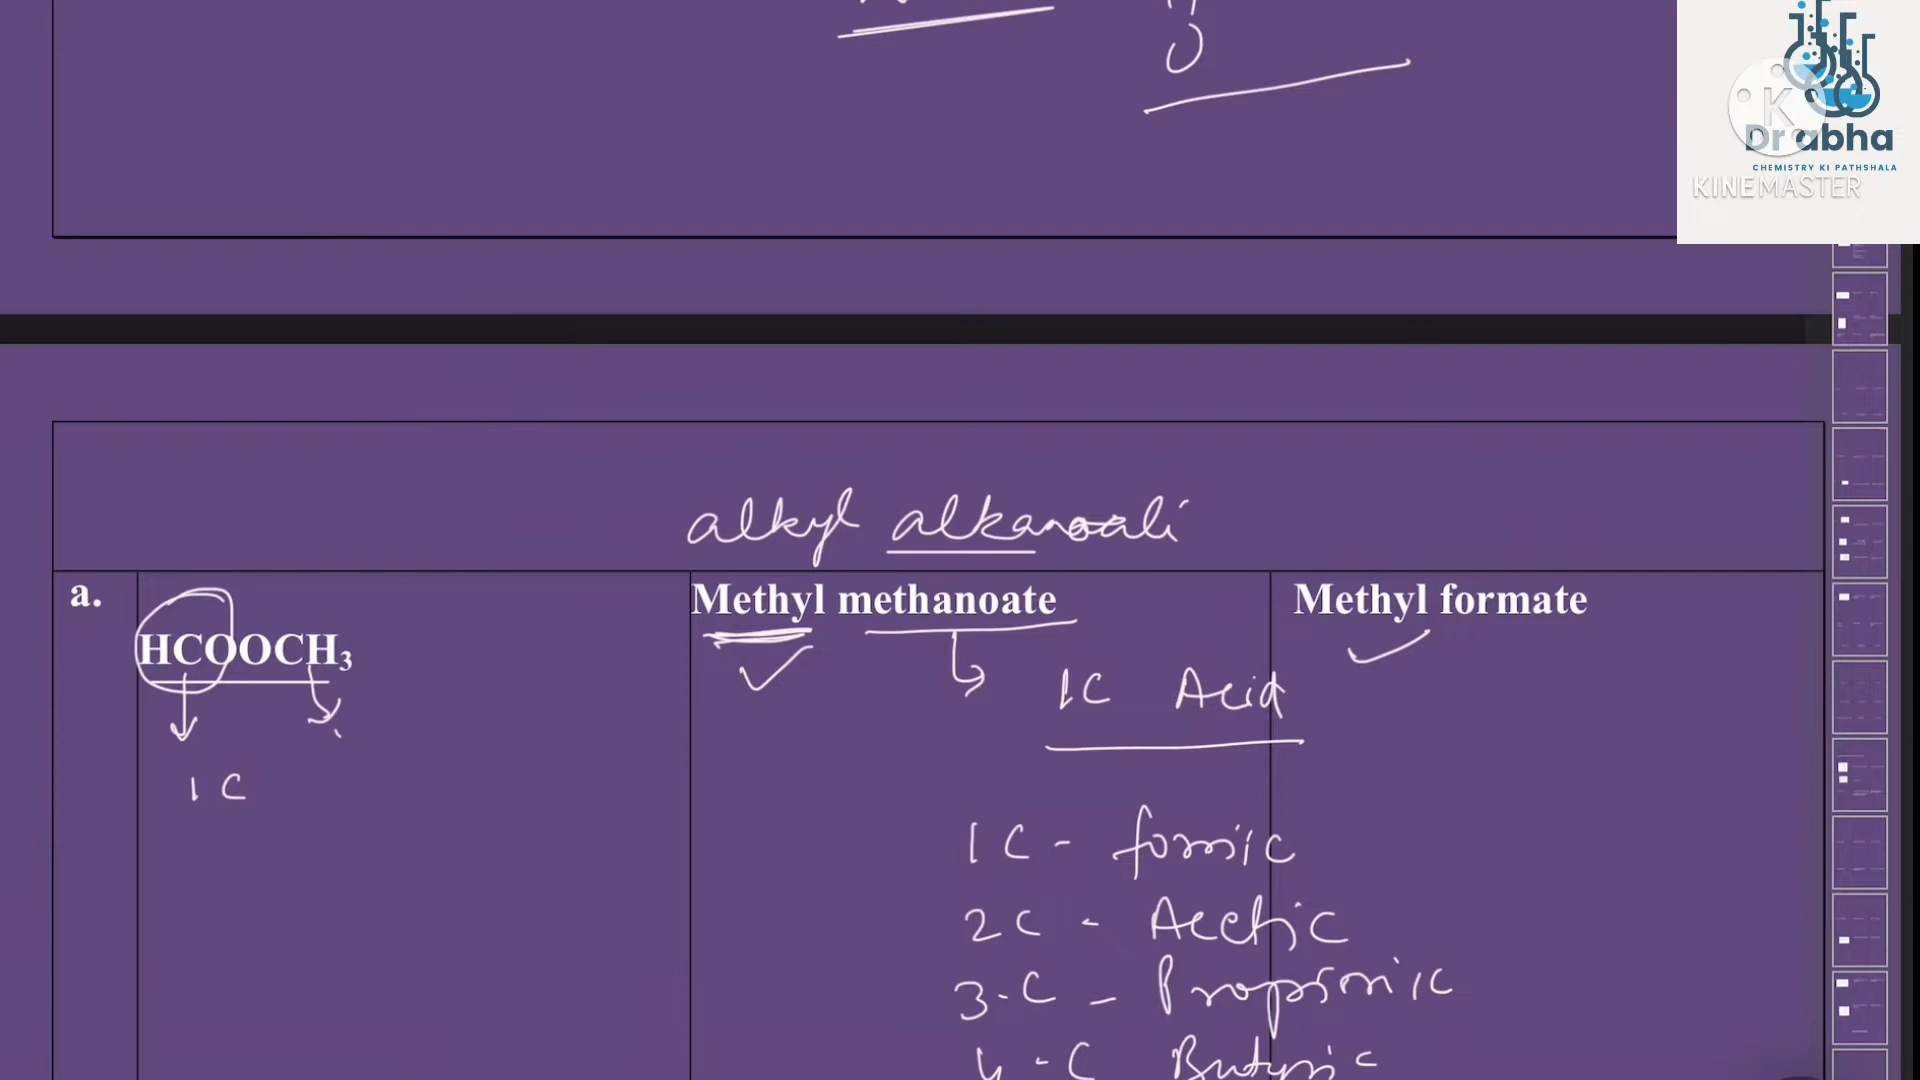 Dr abha
CHEMISTRY KI PATHSHALA
KINEMASTER
alkyl alkanoate
a.
HCOOCH₃
Methyl methanoate
Methyl formate
1C Acid
1 C
1C - formic
2C - Acetic
3-C - Propionic
4-C Butyric